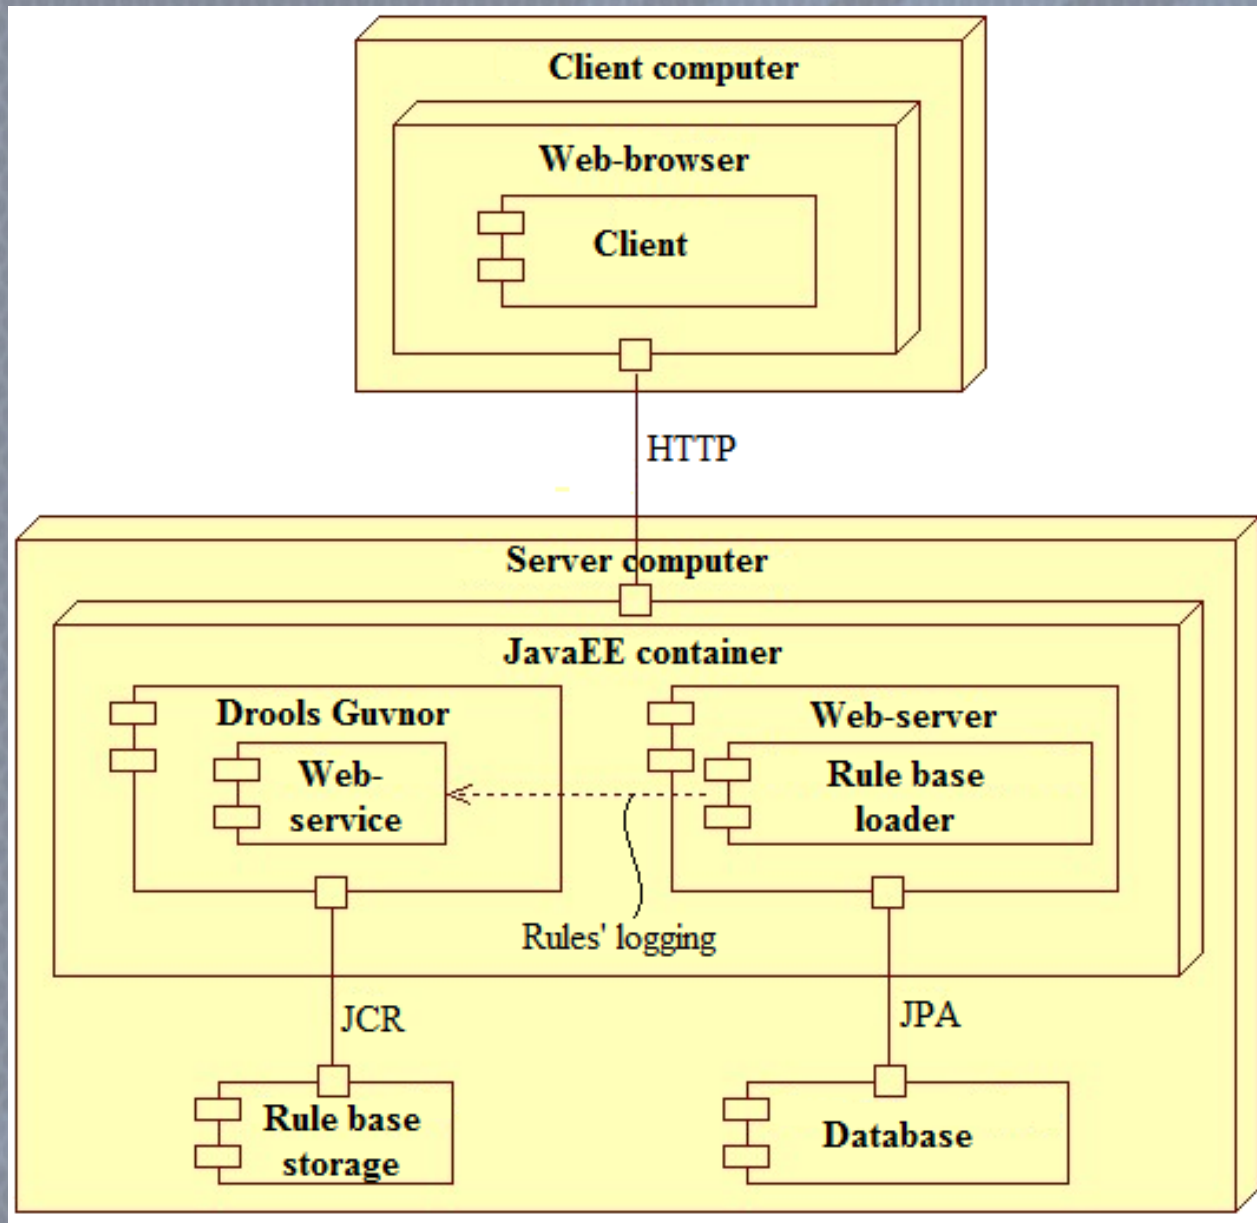 Client computer
Web-browser
Client
HTTP
Server computer
JavaEE container
Drools Guvnor
Web-
service
Web-server
Rule base
loader
Rules' logging
JCR
JPA
Rule base
storage
Database